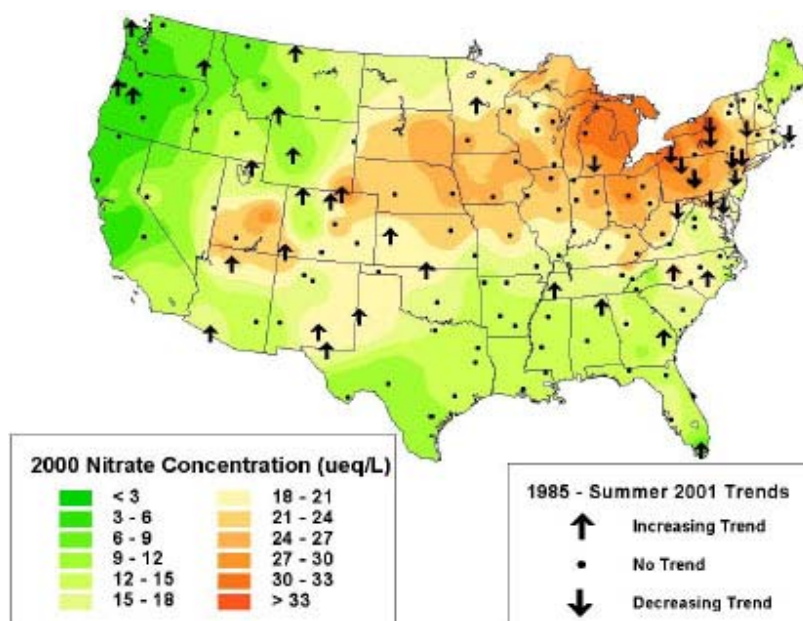 2000 Nitrate Concentration (ueq/L)
< 3
3 - 6
6 - 9
9 - 12
12 - 15
15 - 18
18 - 21
21 - 24
24 - 27
27 - 30
30 - 33
> 33
1985 - Summer 2001 Trends
Increasing Trend
No Trend
Decreasing Trend